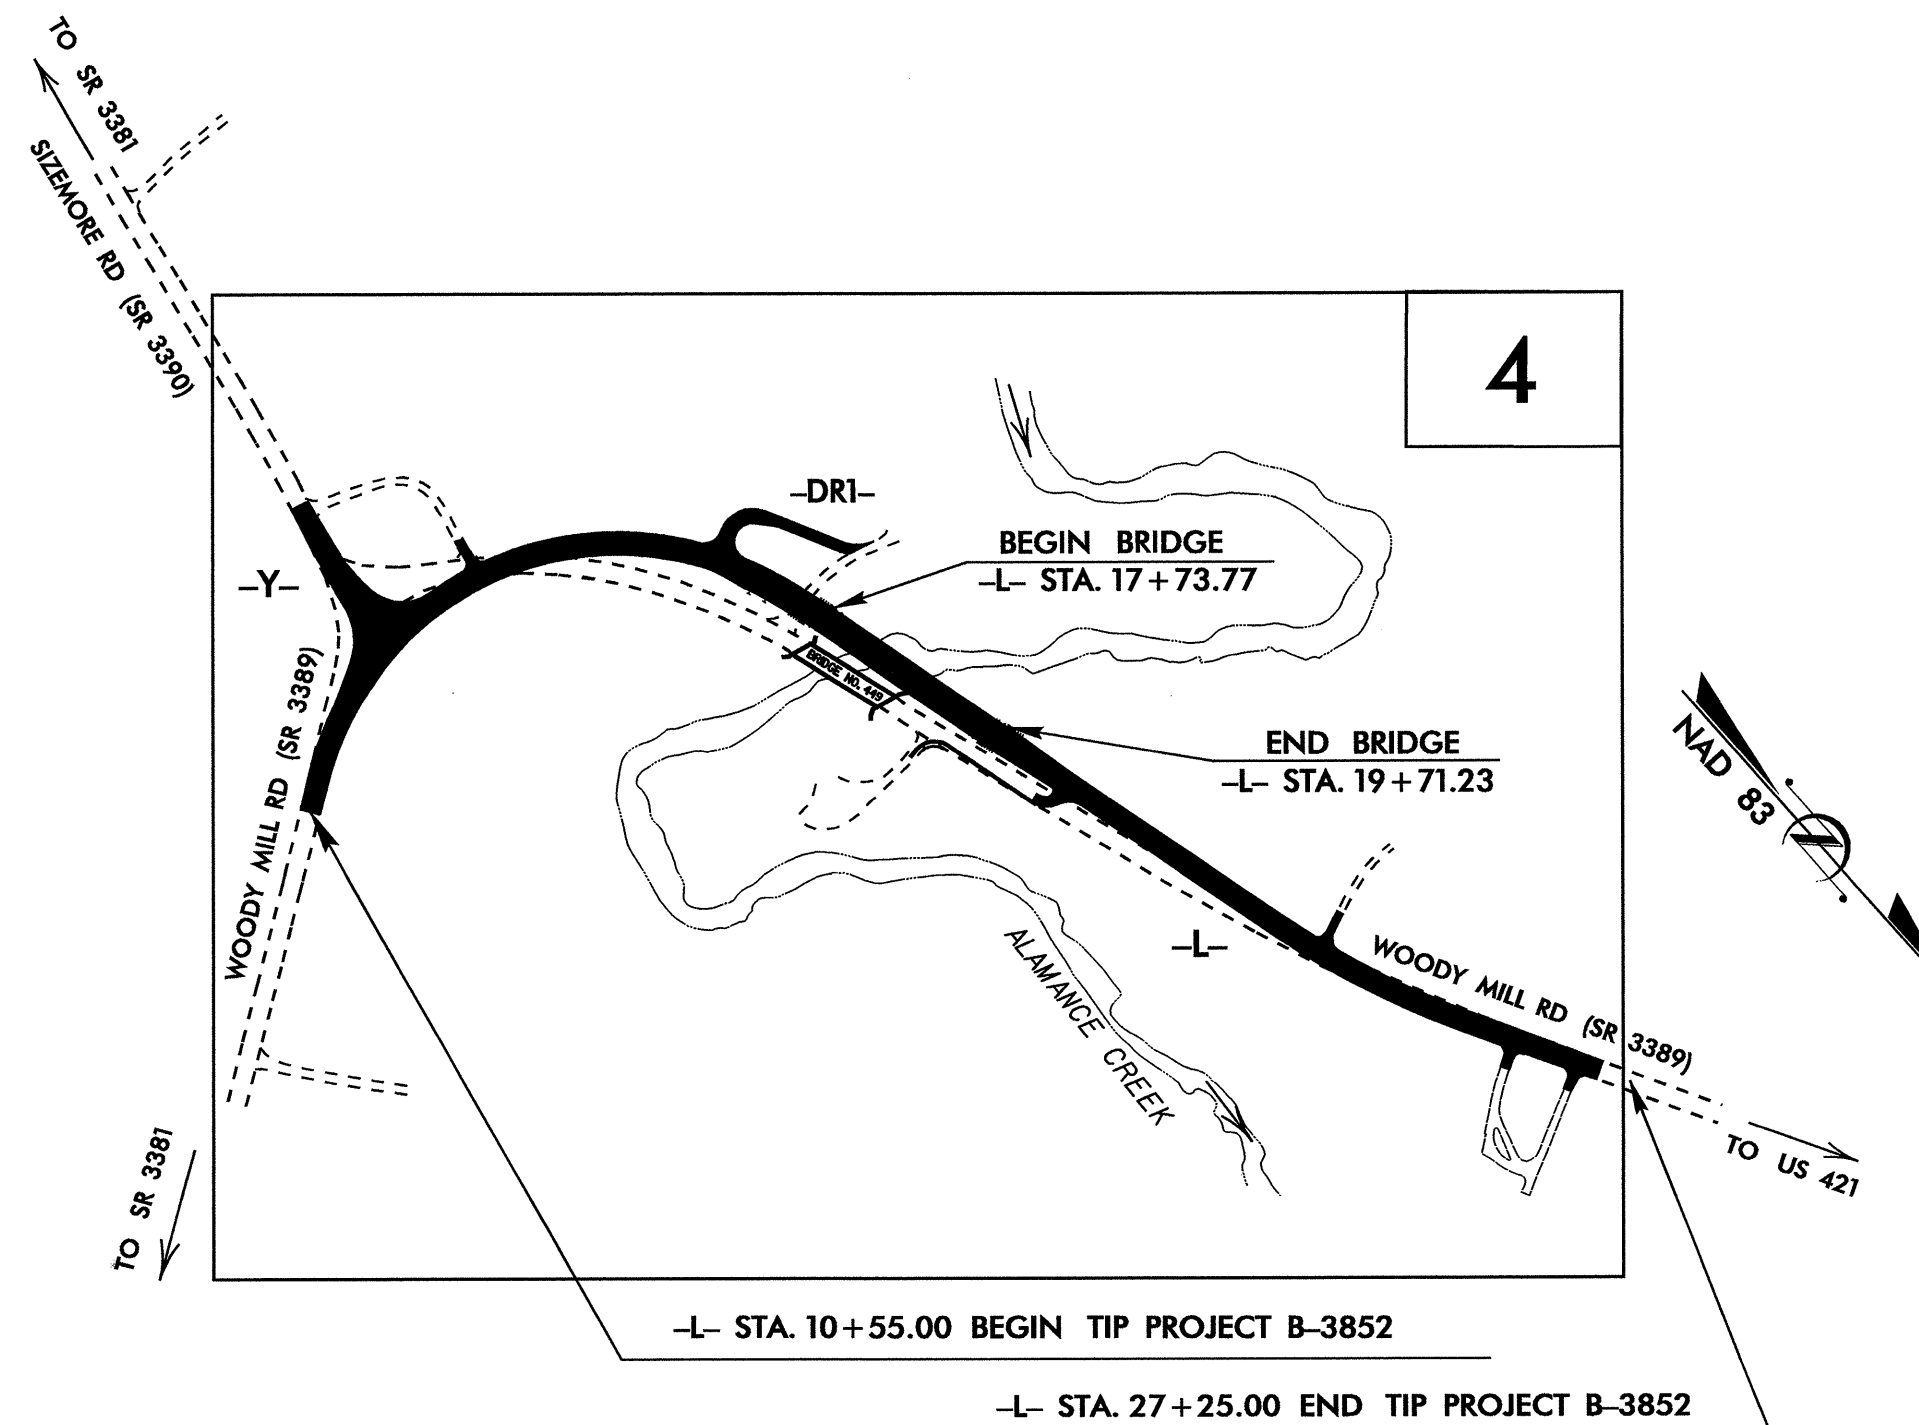 TO SR 3381
SIZEMORE RD (SR 3390)
4
–DR1–
BEGIN BRIDGE
–L– STA. 17+73.77
–Y–
BRIDGE NO. 449
WOODY MILL RD (SR 3389)
END BRIDGE
–L– STA. 19+71.23
NAD 83
–L–
ALAMANCE CREEK
WOODY MILL RD (SR 3389)
TO US 421
TO SR 3381
–L– STA. 10+55.00 BEGIN TIP PROJECT B–3852
–L– STA. 27+25.00 END TIP PROJECT B–3852